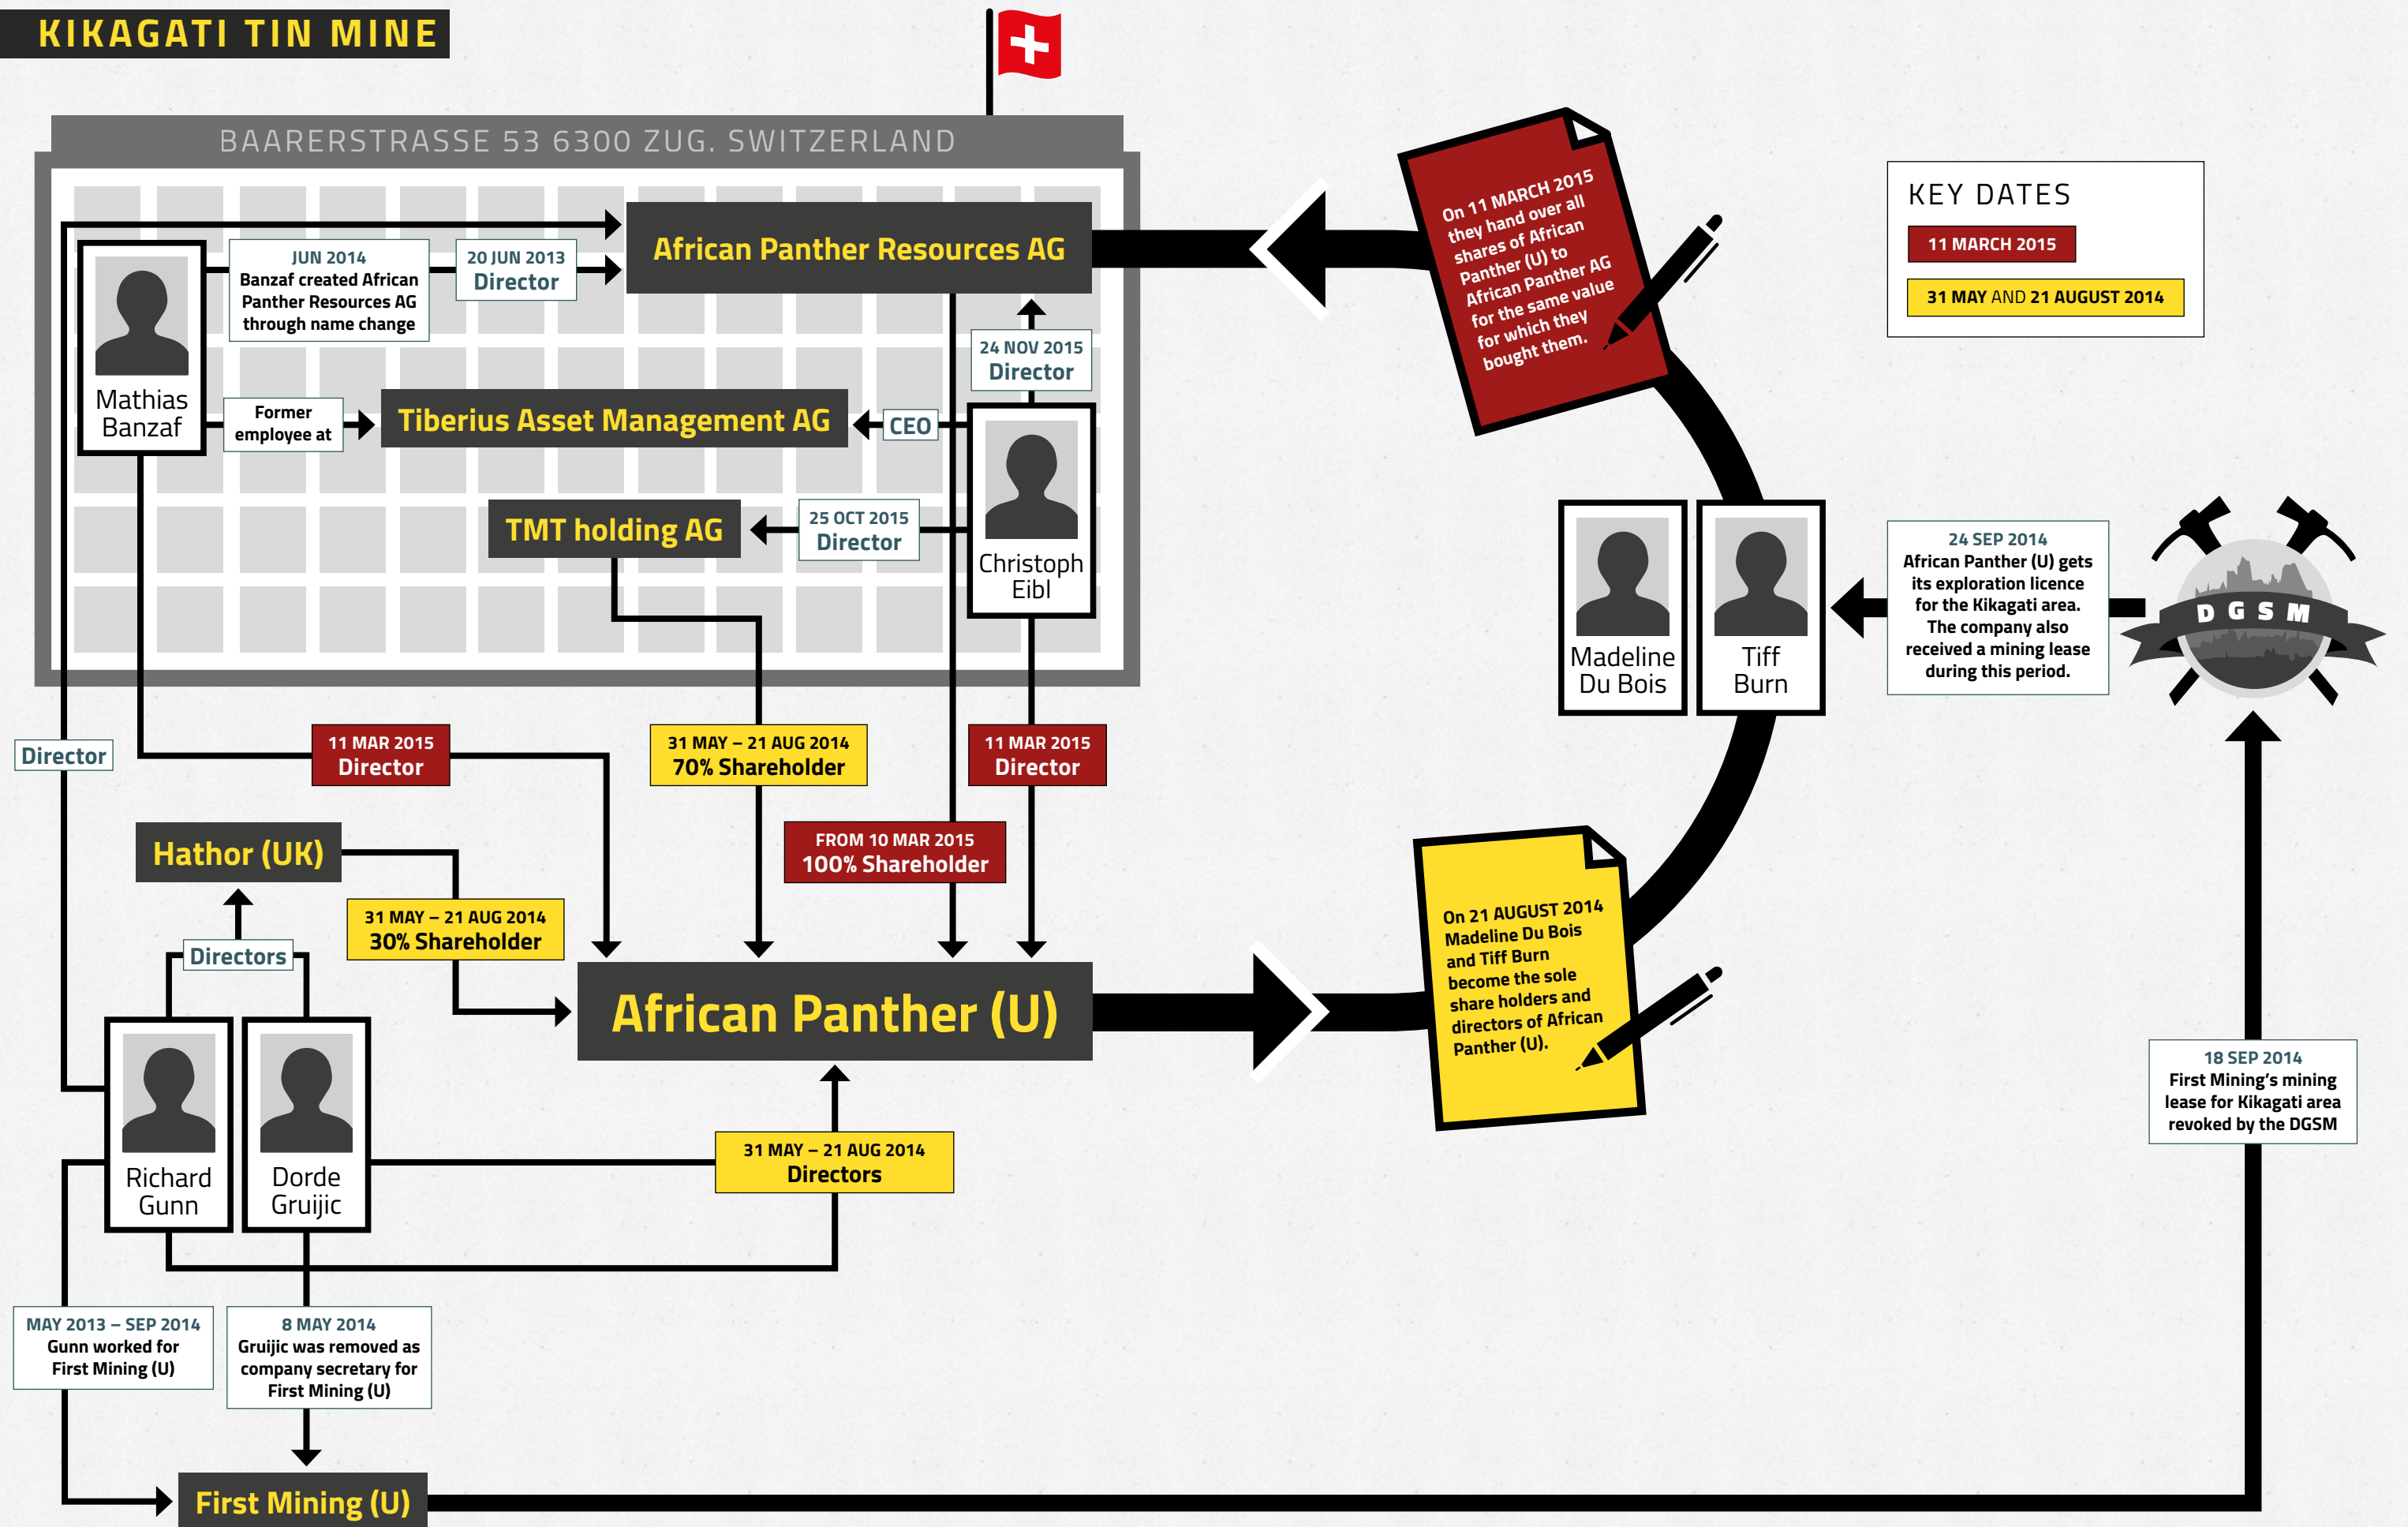 KIKAGATI TIN MINE
BAARERSTRASSE 53 6300 ZUG. SWITZERLAND
African Panther Resources AG
JUN 2014
Banzaf created African
Panther Resources AG
through name change
20 JUN 2013
Director
Mathias
Banzaf
Former
employee at
Tiberius Asset Management AG
CEO
24 NOV 2015
Director
TMT holding AG
25 OCT 2015
Director
Christoph
Eibl
On 11 MARCH 2015
they hand over all
shares of African
Panther (U) to
African Panther AG
for the same value
for which they
bought them.
KEY DATES
11 MARCH 2015
31 MAY AND 21 AUGUST 2014
Madeline
Du Bois
Tiff
Burn
24 SEP 2014
African Panther (U) gets
its exploration licence
for the Kikagati area.
The company also
received a mining lease
during this period.
DGSM
Director
11 MAR 2015
Director
31 MAY – 21 AUG 2014
70% Shareholder
11 MAR 2015
Director
FROM 10 MAR 2015
100% Shareholder
Hathor (UK)
31 MAY – 21 AUG 2014
30% Shareholder
Directors
African Panther (U)
On 21 AUGUST 2014
Madeline Du Bois
and Tiff Burn
become the sole
share holders and
directors of African
Panther (U).
Richard
Gunn
Dorde
Gruijic
31 MAY – 21 AUG 2014
Directors
18 SEP 2014
First Mining's mining
lease for Kikagati area
revoked by the DGSM
MAY 2013 – SEP 2014
Gunn worked for
First Mining (U)
8 MAY 2014
Gruijic was removed as
company secretary for
First Mining (U)
First Mining (U)